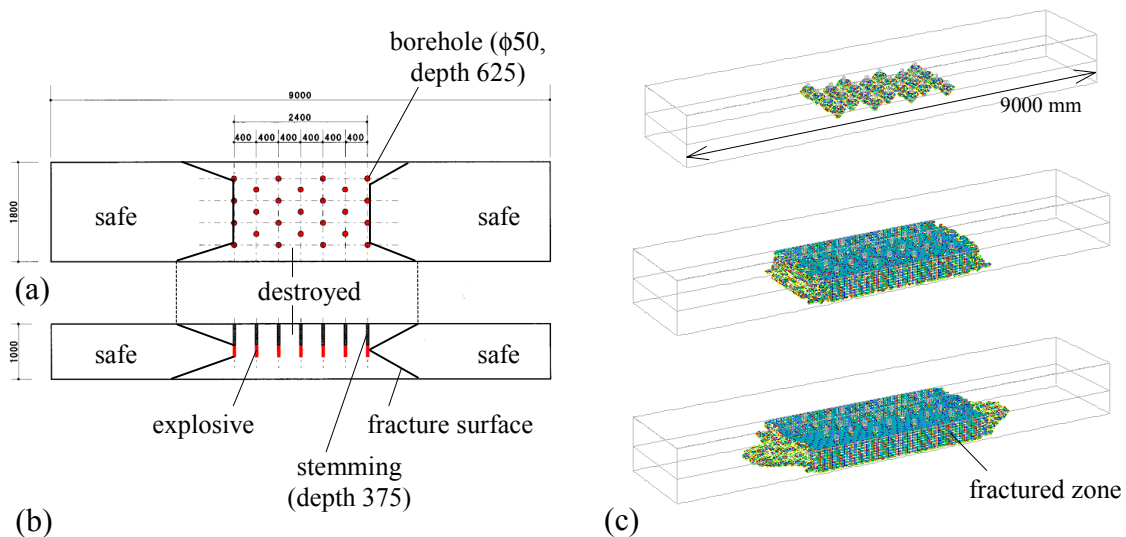 borehole (ϕ50,
depth 625)
9000
2400
400 400 400 400 400 400
1800
safe
safe
(a)
destroyed
1000
safe
safe
explosive
fracture surface
stemming
(depth 375)
(b)
9000 mm
fractured zone
(c)